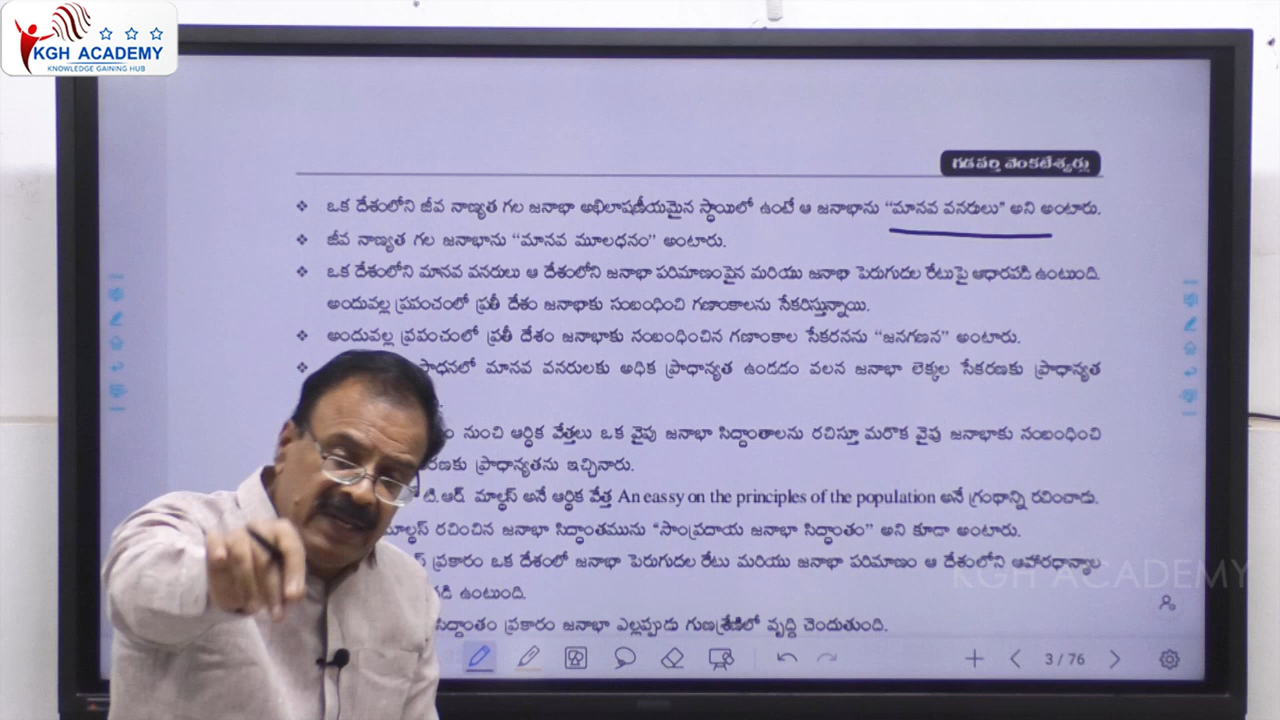 KGH ACADEMY
KNOWLEDGE GAINING HUB
గడపర్తి వెంకటేశ్వర్లు
❖ ఒక దేశంలోని జీవ నాణ్యత గల జనాభా అభిలాషణీయమైన స్థాయిలో ఉంటే ఆ జనాభాను “మానవ వనరులు” అని అంటారు.
❖ జీవ నాణ్యత గల జనాభాను “మానవ మూలధనం” అంటారు.
❖ ఒక దేశంలోని మానవ వనరులు ఆ దేశంలోని జనాభా పరిమాణంపైన మరియు జనాభా పెరుగుదల రేటుపై ఆధారపడి ఉంటుంది.
అందువల్ల ప్రపంచంలో ప్రతీ దేశం జనాభాకు సంబంధించి గణాంకాలను సేకరిస్తున్నాయి.
❖ అందువల్ల ప్రపంచంలో ప్రతీ దేశం జనాభాకు సంబంధించిన గణాంకాల సేకరనను “జనగణన” అంటారు.
❖ సాధనలో మానవ వనరులకు అధిక ప్రాధాన్యత ఉండడం వలన జనాభా లెక్కల సేకరణకు ప్రాధాన్యత
నుంచి ఆర్థిక వేత్తలు ఒక వైపు జనాభా సిద్ధాంతాలను రచిస్తూ మరొక వైపు జనాభాకు సంబంధించి
ప్రాధాన్యతను ఇచ్చినారు.
టి.ఆర్ మాల్థస్ అనే ఆర్థిక వేత్త An eassy on the principles of the population అనే గ్రంథాన్ని రచించాడు.
మాల్థస్ రచించిన జనాభా సిద్ధాంతమును “సాంప్రదాయ జనాభా సిద్ధాంతం” అని కూడా అంటారు.
ప్రకారం ఒక దేశంలో జనాభా పెరుగుదల రేటు మరియు జనాభా పరిమాణం ఆ దేశంలోని ఆహారధాన్యాల
ఉంటుంది.
సిద్ధాంతం ప్రకారం జనాభా ఎల్లప్పుడు గుణశ్రేణిలో వృద్ధి చెందుతుంది.
KGH ACADEMY
3/76